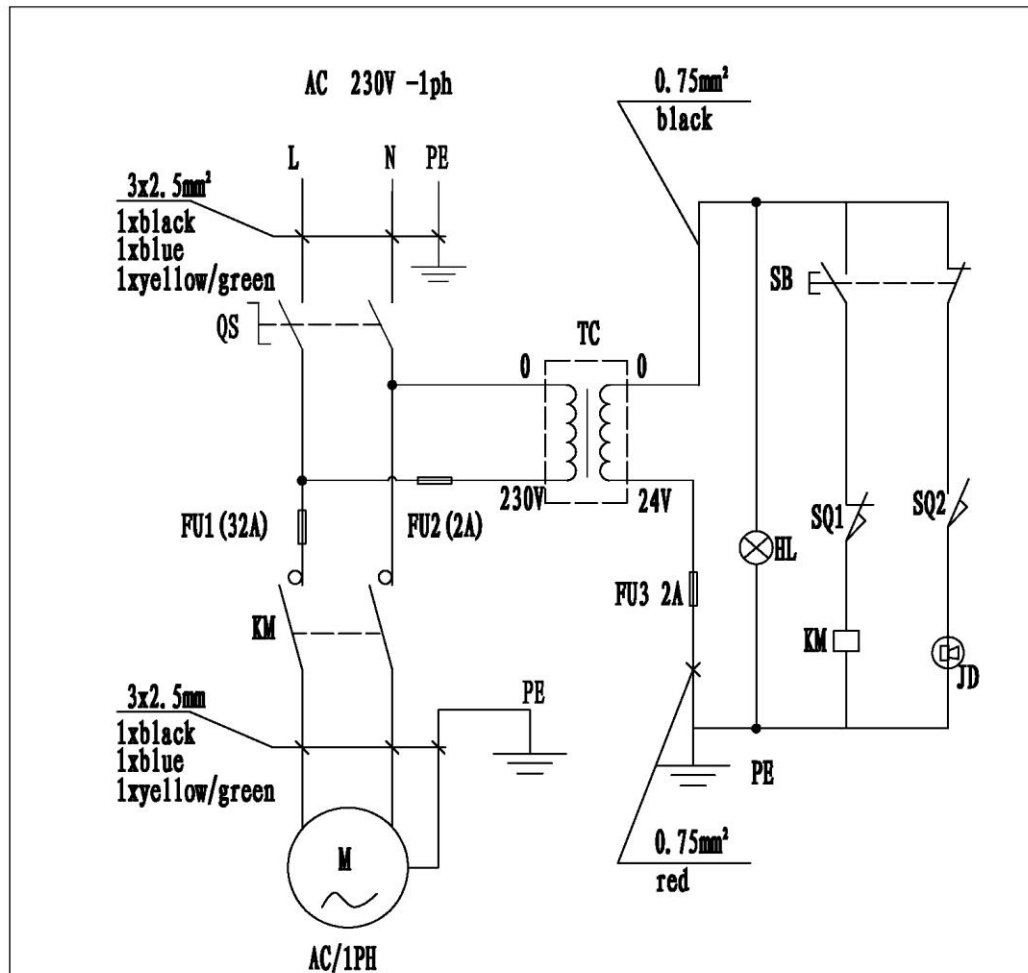 AC 230V -1ph
0.75mm²
black
L N PE
3x2.5mm²
1xblack
1xblue
1xyellow/green
SB
QS
TC
0 0
230V 24V
FU1(32A) FU2(2A)
SQ1 SQ2
HL
FU3 2A
KM KM
JD
3x2.5mm
1xblack
1xblue
1xyellow/green
PE
PE
M
0.75mm²
red
AC/1PH